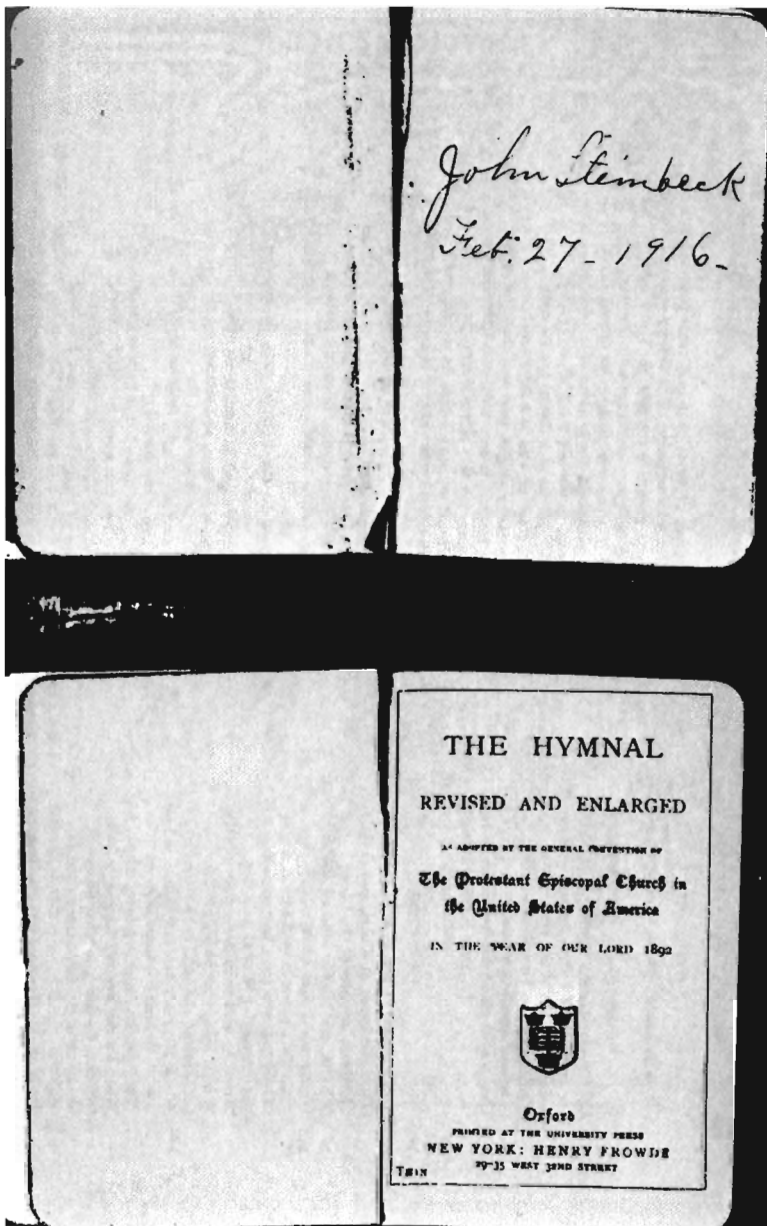 John Steinbeck
Feb. 27 - 1916 -
THE HYMNAL
REVISED AND ENLARGED
AS ADOPTED BY THE GENERAL CONVENTION OF
The Protestant Episcopal Church in
the United States of America
IN THE YEAR OF OUR LORD 1892
Oxford
PRINTED AT THE UNIVERSITY PRESS
NEW YORK: HENRY FROWDE
29-35 WEST 32ND STREET